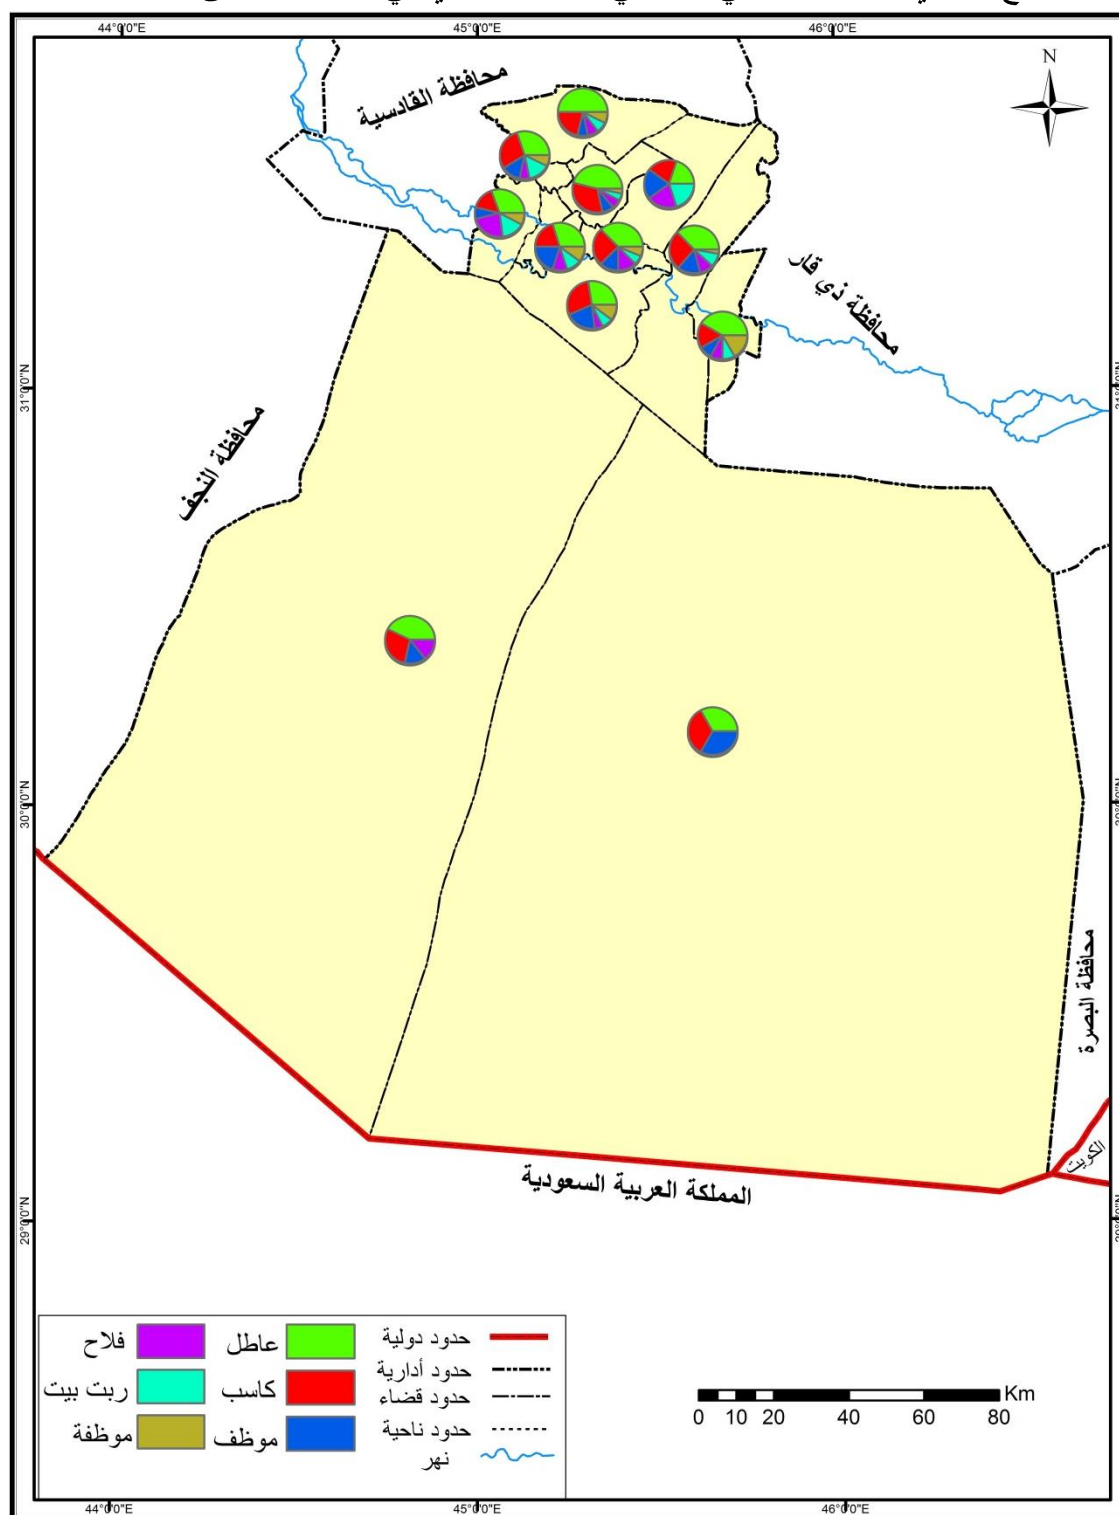 44°0'0"E 45°0'0"E 46°0'0"E
N
محافظة القادسية
محافظة ذي قار
31°0'0"N
محافظة النجف
30°0'0"N
محافظة البصرة
الكويت
المملكة العربية السعودية
29°0'0"N
حدود دولية
عاطل
فلاح
حدود أدارية
حدود قضاء
كاسب
ربت بيت
حدود ناحية
موظف
موظفة
نهر
Km
0 10 20 40 60 80
44°0'0"E 45°0'0"E 46°0'0"E